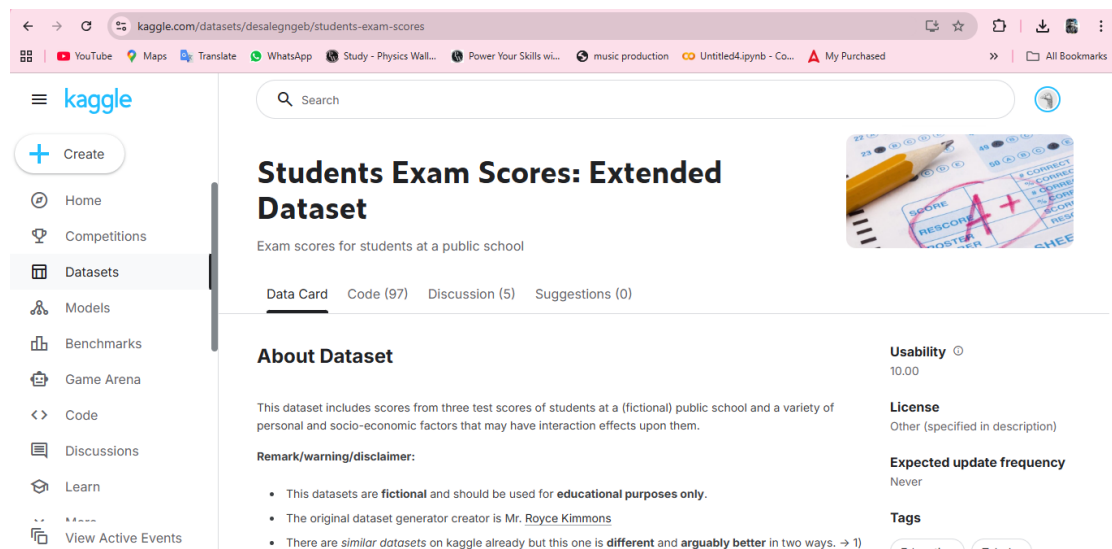 kaggle.com/datasets/desalegngeb/students-exam-scores
YouTube Maps Translate WhatsApp Study - Physics Wall... Power Your Skills wi... music production Untitled4.ipynb - Co... My Purchased » All Bookmarks
kaggle
Search
Create
Home
Competitions
Datasets
Models
Benchmarks
Game Arena
Code
Discussions
Learn
More
View Active Events
Students Exam Scores: Extended
Dataset
Exam scores for students at a public school
SCORE
RESCORE
A+
Data Card Code (97) Discussion (5) Suggestions (0)
About Dataset
This dataset includes scores from three test scores of students at a (fictional) public school and a variety of
personal and socio-economic factors that may have interaction effects upon them.
Remark/warning/disclaimer:
• This datasets are fictional and should be used for educational purposes only.
• The original dataset generator creator is Mr. Royce Kimmons
• There are similar datasets on kaggle already but this one is different and arguably better in two ways. → 1)
Usability
10.00
License
Other (specified in description)
Expected update frequency
Never
Tags